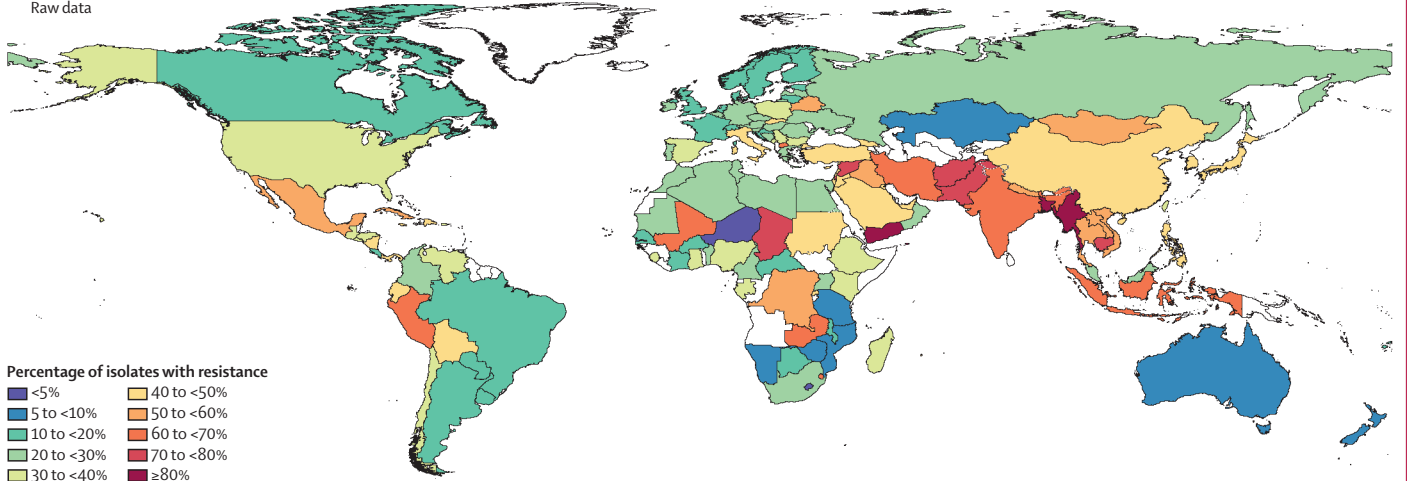 Raw data
Percentage of isolates with resistance
<5%
5 to <10%
10 to <20%
20 to <30%
30 to <40%
40 to <50%
50 to <60%
60 to <70%
70 to <80%
≥80%